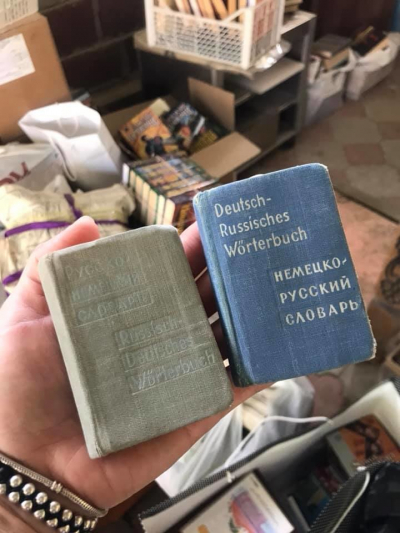 Русско-
немецкий
словарь
Russisch-
Deutsches
Wörterbuch
Deutsch-
Russisches
Wörterbuch
НЕМЕЦКО-
РУССКИЙ
СЛОВАРЬ